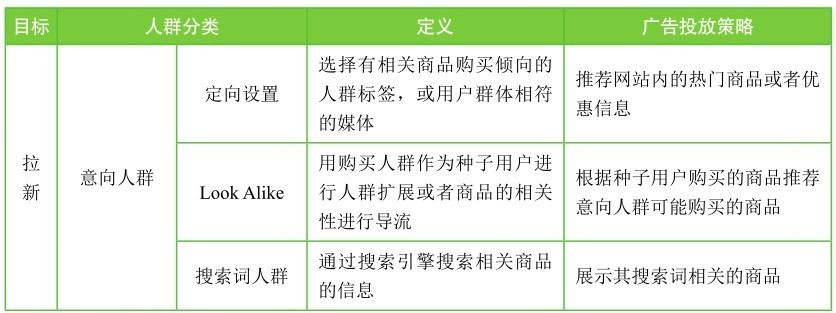 目标 人群分类 定义 广告投放策略
拉新
意向人群
定向设置
选择有相关商品购买倾向的
人群标签，或用户群体相符
的媒体
推荐网站内的热门商品或者优
惠信息
Look Alike
用购买人群作为种子用户进
行人群扩展或者商品的相关
性进行导流
根据种子用户购买的商品推荐
意向人群可能购买的商品
搜索词人群
通过搜索引擎搜索相关商品
的信息
展示其搜索词相关的商品